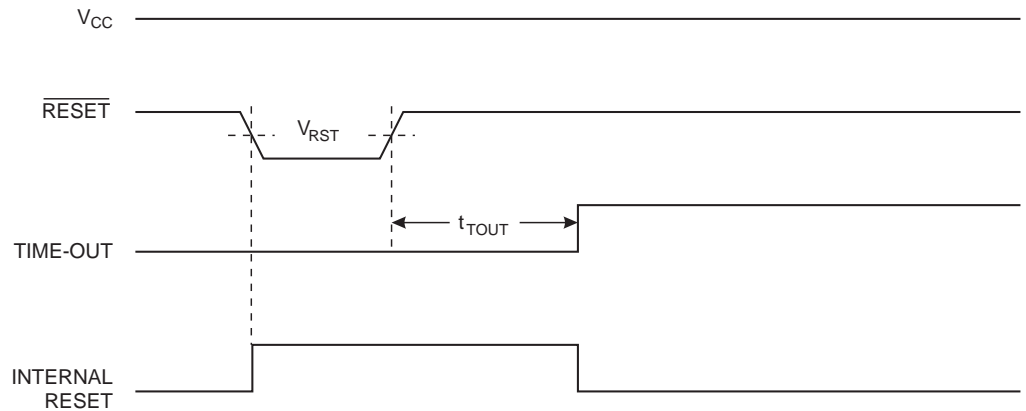 VCC
RESET
VRST
tTOUT
TIME-OUT
INTERNAL
RESET